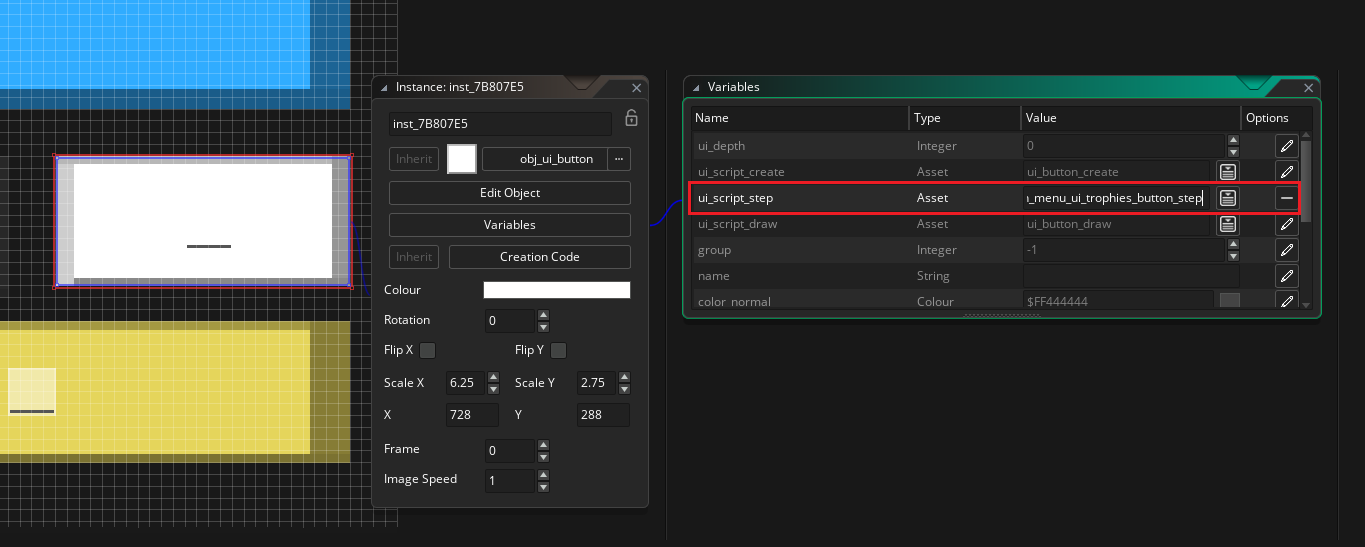 Instance: inst_7B807E5
inst_7B807E5
Inherit obj_ui_button ...
Edit Object
Variables
Inherit Creation Code
Colour
Rotation 0
Flip X Flip Y
Scale X 6.25 Scale Y 2.75
X 728 Y 288
Frame 0
Image Speed 1
Variables
Name Type Value Options
ui_depth Integer 0
ui_script_create Asset ui_button_create
ui_script_step Asset _menu_ui_trophies_button_step
ui_script_draw Asset ui_button_draw
group Integer -1
name String
color_normal Colour $FF444444